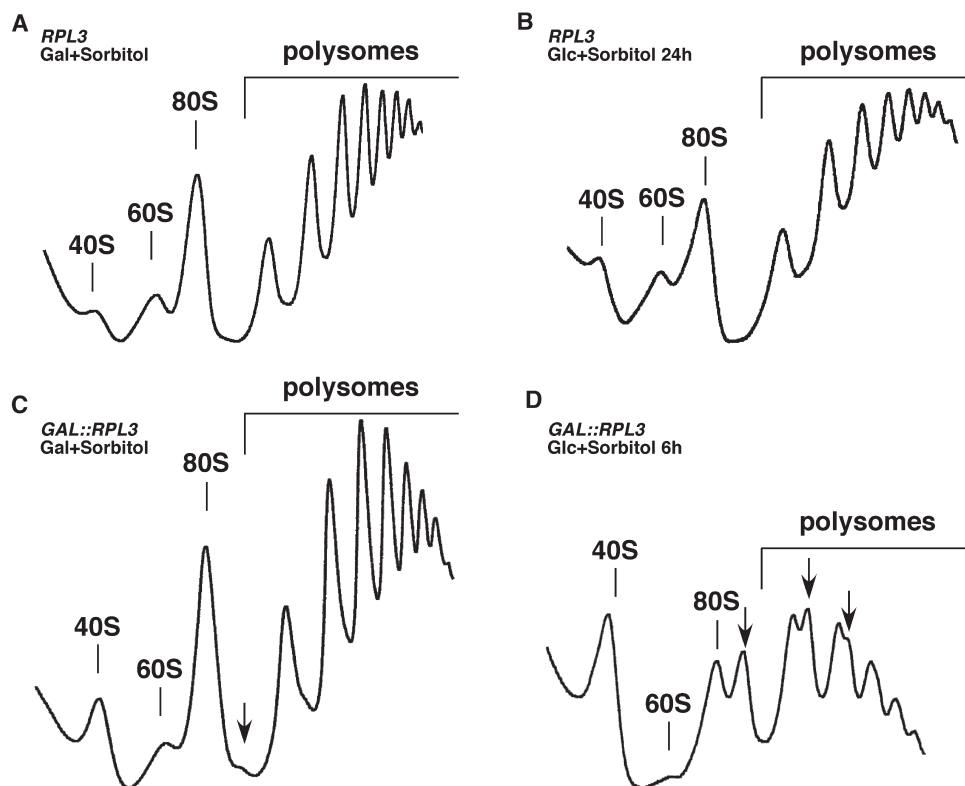 A
RPL3
Gal+Sorbitol
polysomes
80S
60S
40S
B
RPL3
Glc+Sorbitol 24h
polysomes
80S
40S
60S
C
GAL::RPL3
Gal+Sorbitol
polysomes
80S
40S
60S
D
GAL::RPL3
Glc+Sorbitol 6h
polysomes
40S
80S
60S